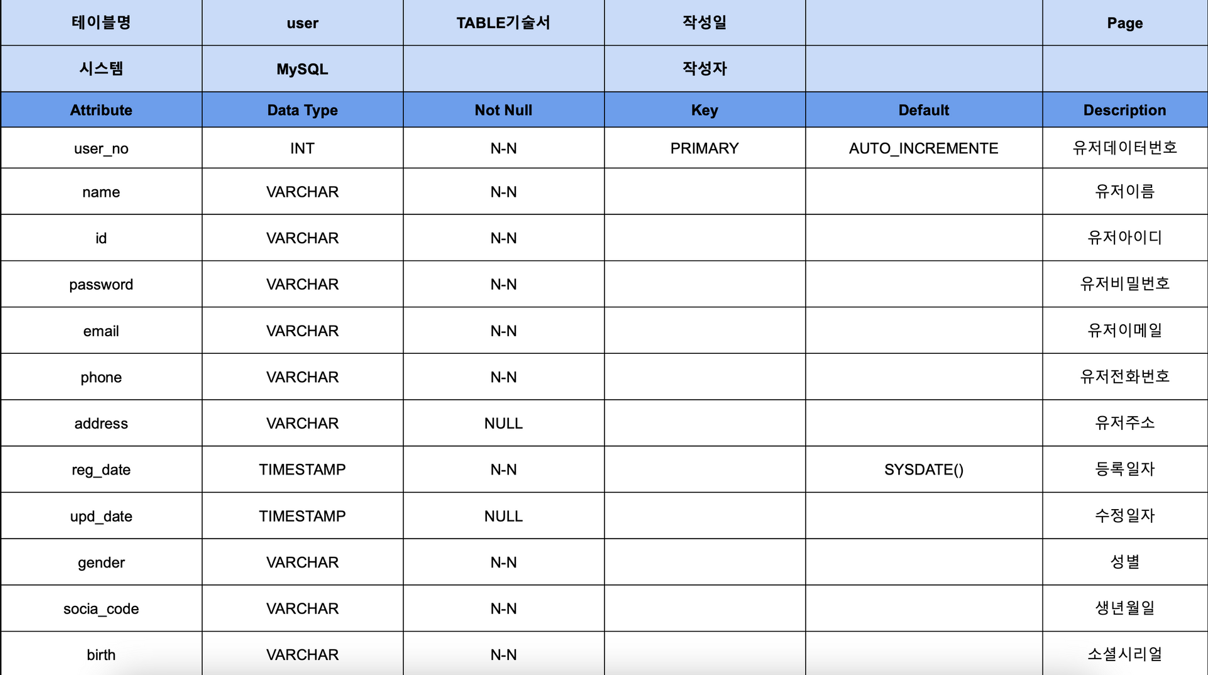 테이블명 user TABLE기술서 작성일 Page
시스템 MySQL 작성자
Attribute Data Type Not Null Key Default Description
user_no INT N-N PRIMARY AUTO_INCREMENTE 유저데이터번호
name VARCHAR N-N 유저이름
id VARCHAR N-N 유저아이디
password VARCHAR N-N 유저비밀번호
email VARCHAR N-N 유저이메일
phone VARCHAR N-N 유저전화번호
address VARCHAR NULL 유저주소
reg_date TIMESTAMP N-N SYSDATE() 등록일자
upd_date TIMESTAMP NULL 수정일자
gender VARCHAR N-N 성별
socia_code VARCHAR N-N 생년월일
birth VARCHAR N-N 소셜시리얼